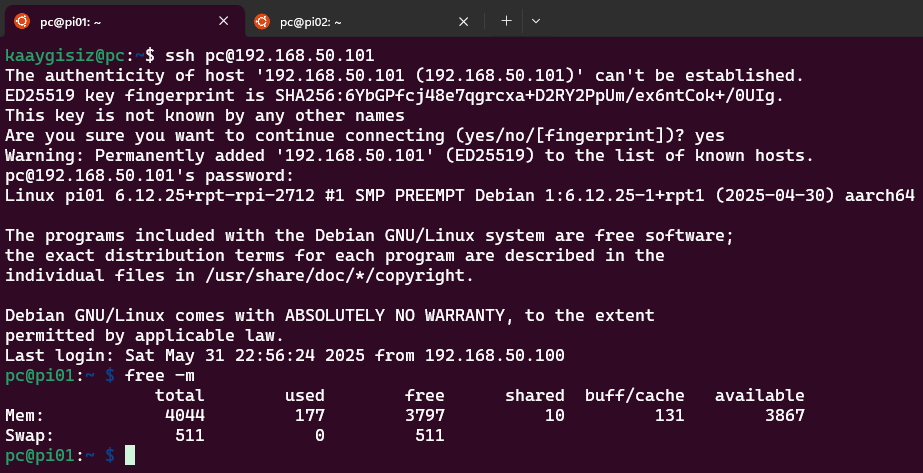 pc@pi01: ~ pc@pi02: ~
kaaygisiz@pc:~$ ssh pc@192.168.50.101
The authenticity of host '192.168.50.101 (192.168.50.101)' can't be established.
ED25519 key fingerprint is SHA256:6YbGPfcj48e7qgrcxa+D2RY2PpUm/ex6ntCok+/0UIg.
This key is not known by any other names
Are you sure you want to continue connecting (yes/no/[fingerprint])? yes
Warning: Permanently added '192.168.50.101' (ED25519) to the list of known hosts.
pc@192.168.50.101's password:
Linux pi01 6.12.25+rpt-rpi-2712 #1 SMP PREEMPT Debian 1:6.12.25-1+rpt1 (2025-04-30) aarch64
The programs included with the Debian GNU/Linux system are free software;
the exact distribution terms for each program are described in the
individual files in /usr/share/doc/*/copyright.
Debian GNU/Linux comes with ABSOLUTELY NO WARRANTY, to the extent
permitted by applicable law.
Last login: Sat May 31 22:56:24 2025 from 192.168.50.100
pc@pi01:~ $ free -m
total used free shared buff/cache available
Mem: 4044 177 3797 10 131 3867
Swap: 511 0 511
pc@pi01:~ $